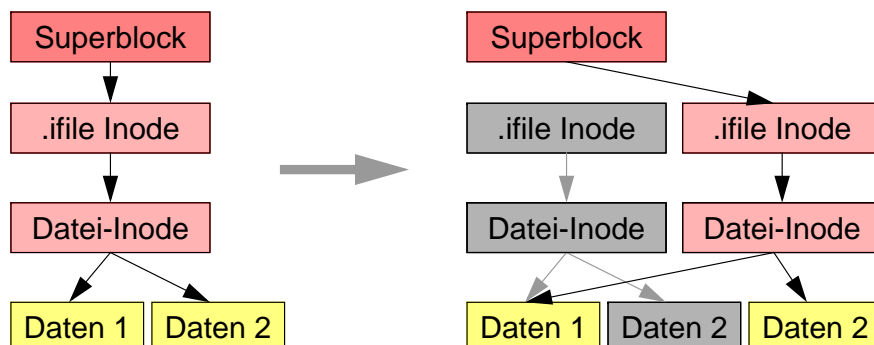 Superblock
.ifile Inode
Datei-Inode
Daten 1 Daten 2
Superblock
.ifile Inode .ifile Inode
Datei-Inode Datei-Inode
Daten 1 Daten 2 Daten 2